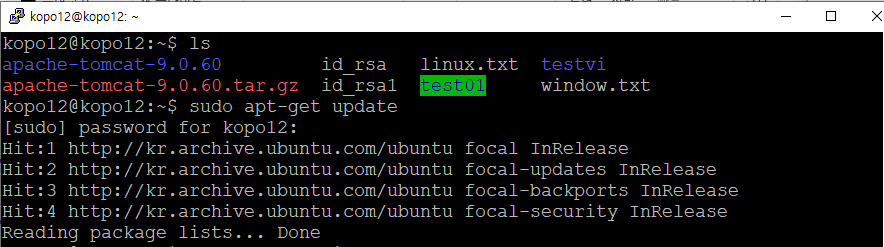 kopo12@kopo12: ~
kopo12@kopo12:~$ ls
apache-tomcat-9.0.60 id_rsa linux.txt testvi
apache-tomcat-9.0.60.tar.gz id_rsa1 test01 window.txt
kopo12@kopo12:~$ sudo apt-get update
[sudo] password for kopo12:
Hit:1 http://kr.archive.ubuntu.com/ubuntu focal InRelease
Hit:2 http://kr.archive.ubuntu.com/ubuntu focal-updates InRelease
Hit:3 http://kr.archive.ubuntu.com/ubuntu focal-backports InRelease
Hit:4 http://kr.archive.ubuntu.com/ubuntu focal-security InRelease
Reading package lists... Done